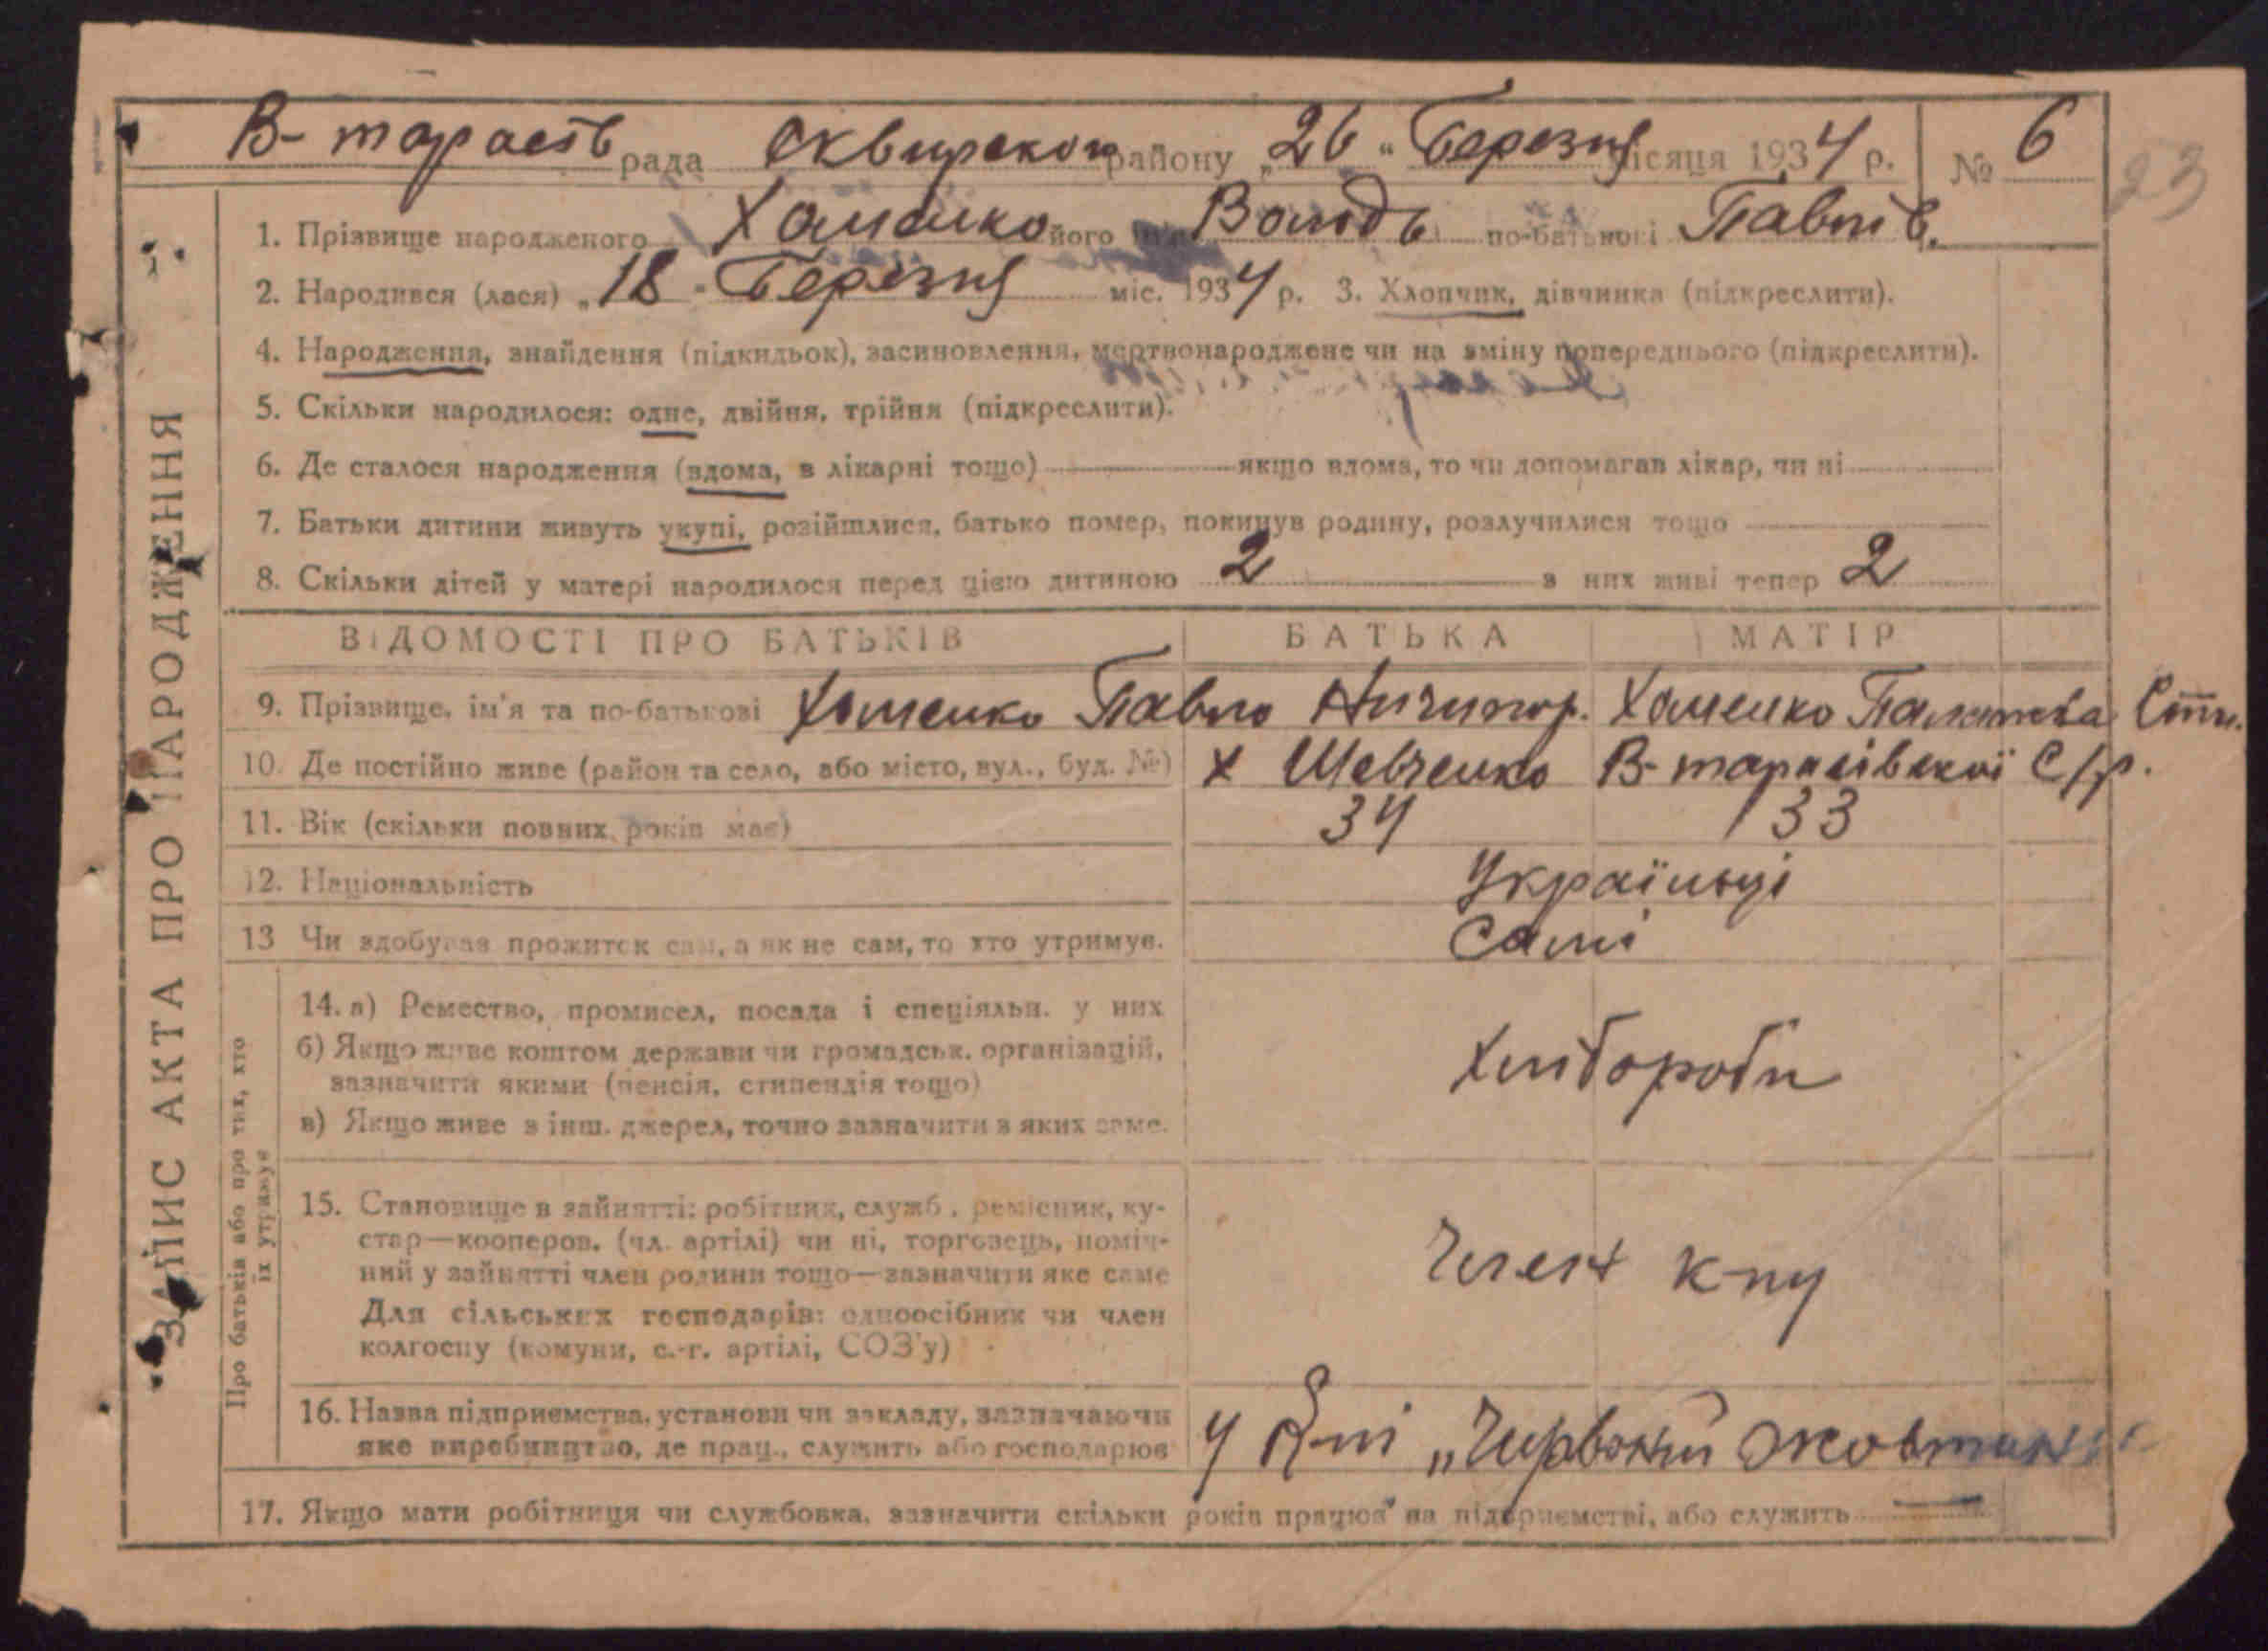 В-тарасів рада Сквирского району „26“ Березня місяця 1934 р. № 6
23
ЗАПИС АКТА ПРО НАРОДЖЕННЯ
1. Прізвище народженого Хоменко його ім'я Волод по-батькові Павлів.
2. Народився (лася) „18“ Березня міс. 1934 р. 3. Хлопчик, дівчинка (підкреслити).
4. Народження, знайдення (підкидьок), засиновлення, мертвонароджене чи на зміну попереднього (підкреслити).
5. Скільки народилося: одне, двійня, трійня (підкреслити).
6. Де сталося народження (вдома, в лікарні тощо) якщо вдома, то чи допомагав лікар, чи ні
7. Батьки дитини живуть укупі, розійшлися, батько помер, покинув родину, розлучилися тощо
8. Скільки дітей у матері народилося перед цією дитиною 2 з них живі тепер 2
ВІДОМОСТІ ПРО БАТЬКІВ БАТЬКА МАТІР
9. Прізвище, ім'я та по-батькові Хоменко Павло Ничипор. Хоменко
10. Де постійно живе (район та село, або місто, вул., буд. №) х Шевченко В-тарасівської С/р.
11. Вік (скільки повних років має) 34 33
12. Національність Українці
13 Чи здобуває прожиток сам, а як не сам, то хто утримує. Самі
Про батьків або про тих, хто
їх утримує
14. а) Ремество, промисел, посада і спеціяльн. у них
б) Якщо живе коштом держави чи громадськ. організацій,
зазначити якими (пенсія, стипендія тощо)
Хлібороби
в) Якщо живе з інш. джерел, точно зазначити з яких саме.
15. Становище в зайнятті: робітник, служб., ремісник, ку-
стар—кооперов. (чл. артілі) чи ні, торговець, поміч-
ний у зайнятті член родини тощо—зазначити яке саме
Член к-пу
Для сільських господарів: одноосібник чи член
колгоспу (комуни, с.-г. артілі, СОЗ'у)
16. Назва підприємства, установи чи закладу, зазначаючи
яке виробництво, де прац., служить або господарює
у „Червоний Жовтень“
17. Якщо мати робітниця чи службовка, зазначити скільки років працює на підприємстві, або служить —